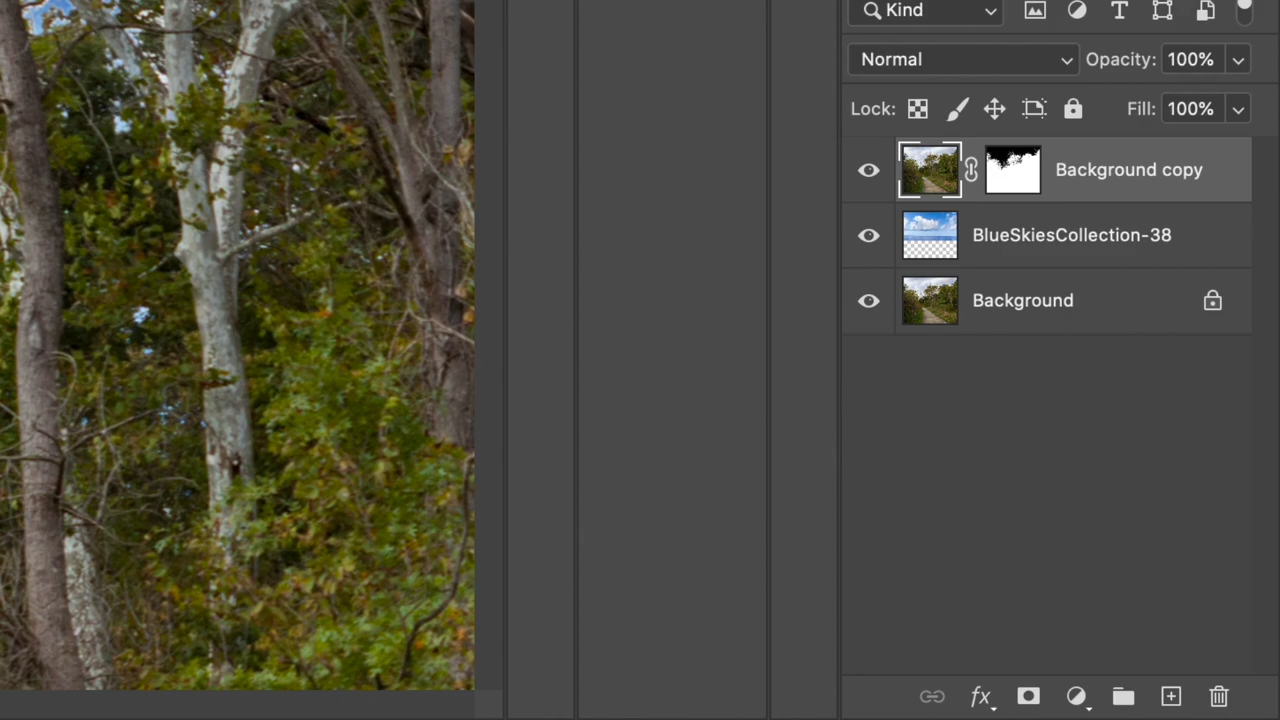 Kind
Normal Opacity: 100%
Lock: Fill: 100%
Background copy
BlueSkiesCollection-38
Background
fx